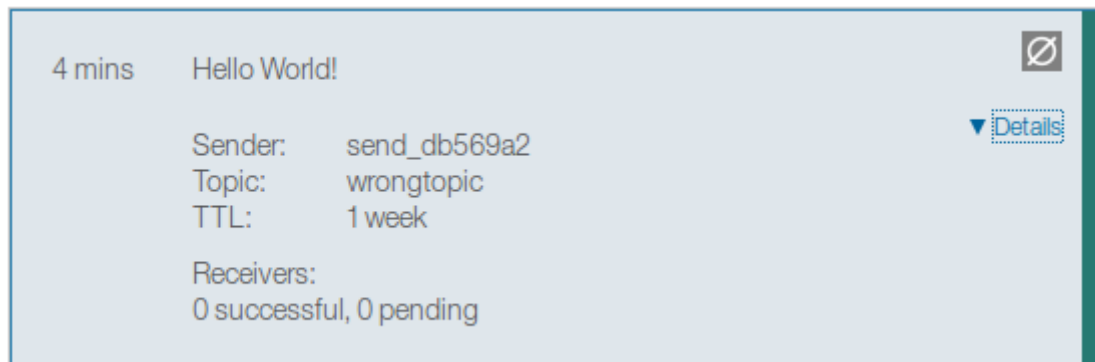 4 mins Hello World!
▼ Details
Sender: send_db569a2
Topic: wrongtopic
TTL: 1 week
Receivers:
0 successful, 0 pending